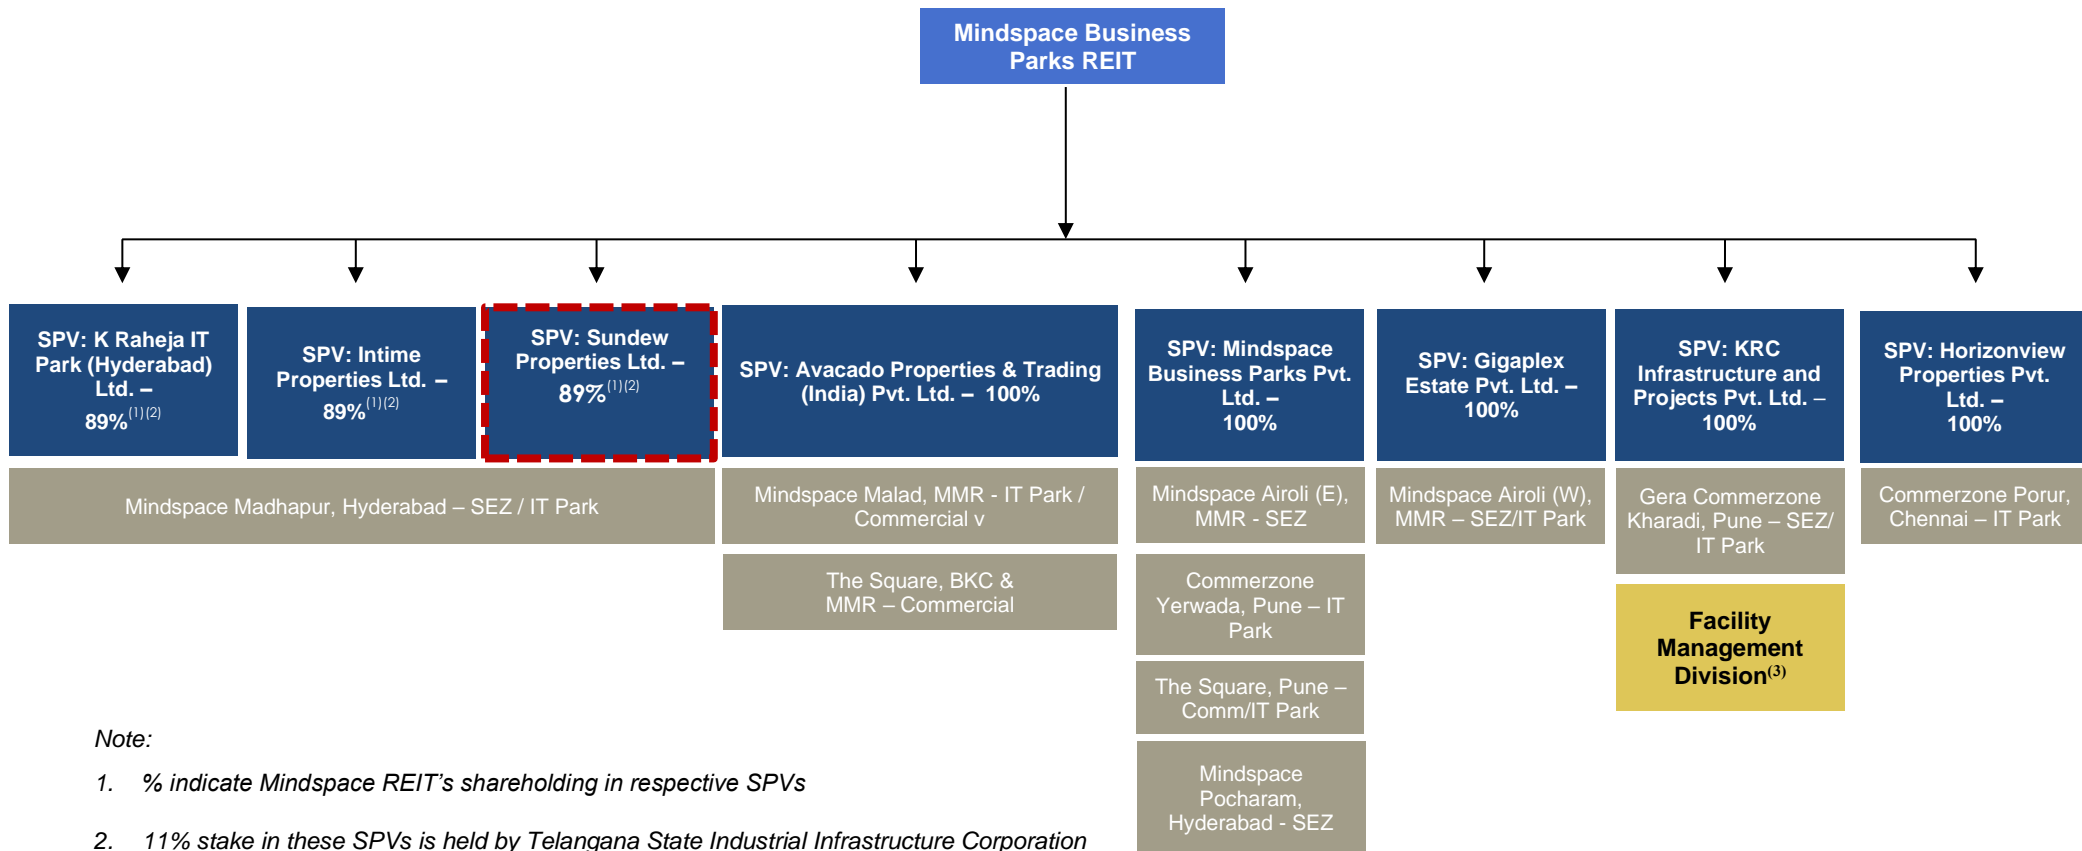 Mindspace Business
Parks REIT
SPV: K Raheja IT
Park (Hyderabad)
Ltd. –
89%(1)(2)
SPV: Intime
Properties Ltd. –
89%(1)(2)
SPV: Sundew
Properties Ltd. –
89%(1)(2)
SPV: Avacado Properties & Trading
(India) Pvt. Ltd. – 100%
SPV: Mindspace
Business Parks Pvt.
Ltd. –
100%
SPV: Gigaplex
Estate Pvt. Ltd. –
100%
SPV: KRC
Infrastructure and
Projects Pvt. Ltd. –
100%
SPV: Horizonview
Properties Pvt.
Ltd. –
100%
Mindspace Madhapur, Hyderabad – SEZ / IT Park
Mindspace Malad, MMR - IT Park /
Commercial v
Mindspace Airoli (E),
MMR - SEZ
Mindspace Airoli (W),
MMR – SEZ/IT Park
Gera Commerzone
Kharadi, Pune – SEZ/
IT Park
Commerzone Porur,
Chennai – IT Park
The Square, BKC &
MMR – Commercial
Commerzone
Yerwada, Pune – IT
Park
Facility
Management
Division(3)
The Square, Pune –
Comm/IT Park
Mindspace
Pocharam,
Hyderabad - SEZ
Note:
1. % indicate Mindspace REIT’s shareholding in respective SPVs
2. 11% stake in these SPVs is held by Telangana State Industrial Infrastructure Corporation